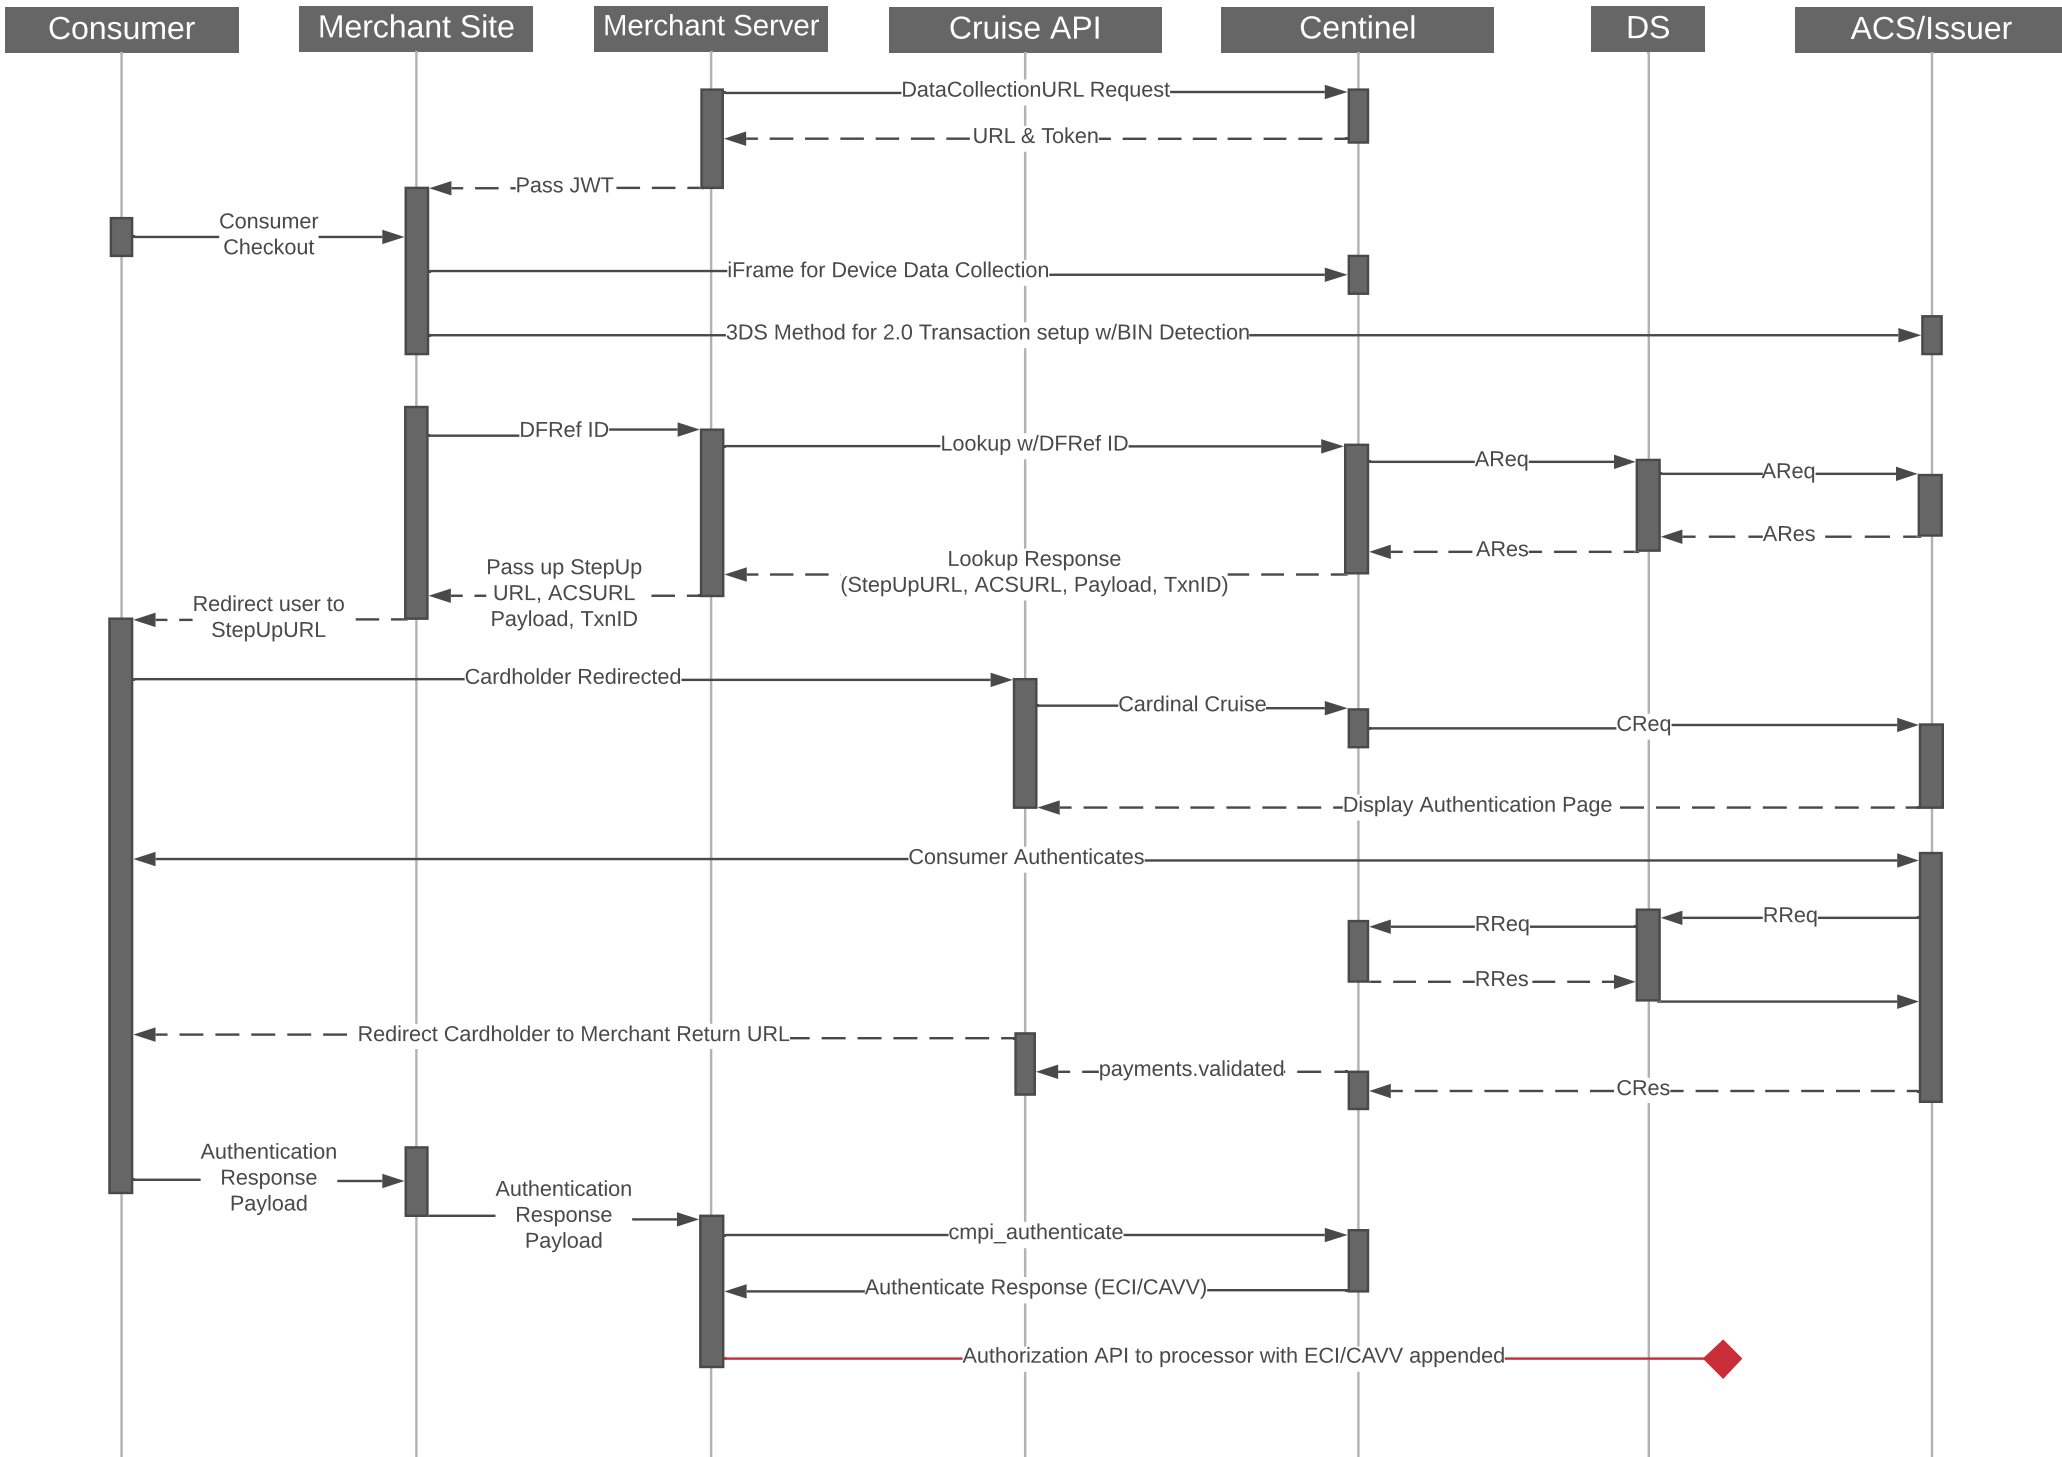 Consumer
Merchant Site
Merchant Server
Cruise API
Centinel
DS
ACS/Issuer
DataCollectionURL Request
URL & Token
Pass JWT
Consumer
Checkout
iFrame for Device Data Collection
3DS Method for 2.0 Transaction setup w/BIN Detection
DFRef ID
Lookup w/DFRef ID
AReq
AReq
ARes
ARes
Lookup Response
(StepUpURL, ACSURL, Payload, TxnID)
Pass up StepUp
URL, ACSURL
Payload, TxnID
Redirect user to
StepUpURL
Cardholder Redirected
Cardinal Cruise
CReq
Display Authentication Page
Consumer Authenticates
RReq
RReq
RRes
Redirect Cardholder to Merchant Return URL
payments.validated
CRes
Authentication
Response
Payload
Authentication
Response
Payload
cmpi_authenticate
Authenticate Response (ECI/CAVV)
Authorization API to processor with ECI/CAVV appended